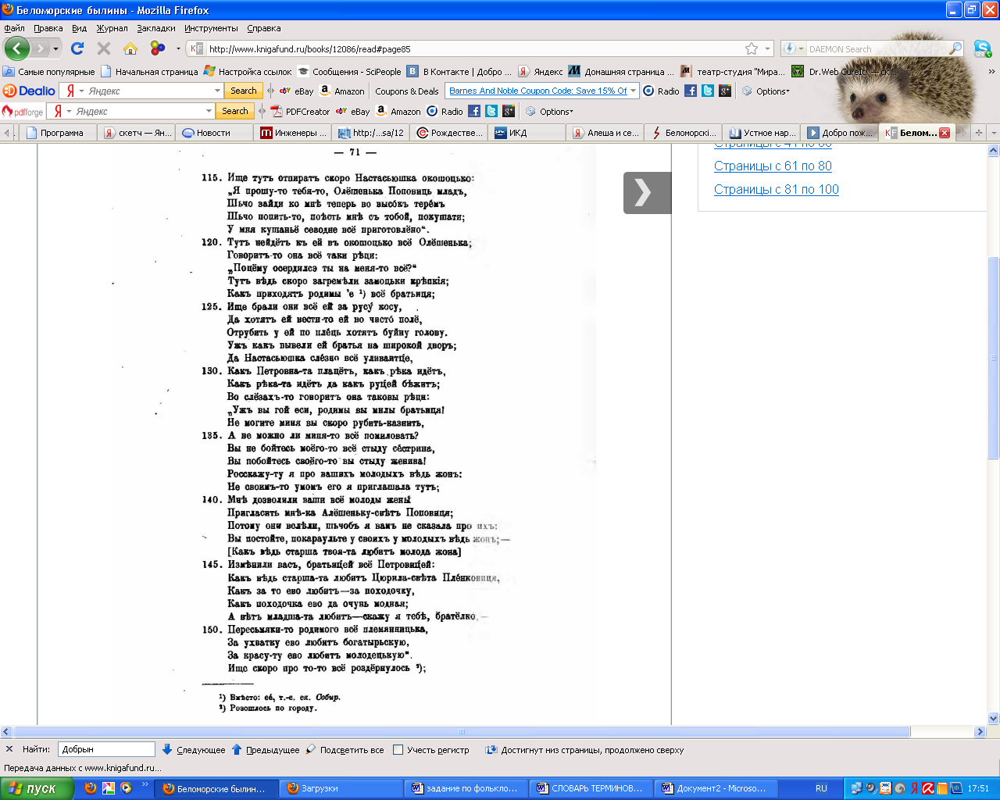 Беломорские былины - Mozilla Firefox
Файл Правка Вид Журнал Закладки Инструменты Справка
http://www.knigafund.ru/books/12086/read#page85 DAEMON Search
Самые популярные Начальная страница Настройка ссылок Сообщения - SciPeople В Контакте | Добро ... Яндекс Домашняя страница ... театр-студия "Мира... Dr.Web CureIt! — ск...
Dealio Яндекс Search eBay Amazon Coupons & Deals Barnes And Noble Coupon Code: Save 15% Of Radio Options
pdfforge Яндекс Search PDFCreator eBay Amazon Radio Options
Программа скетч — Ян... Новости Инженеры ... http:/...sa/12 Рождестве... ИКД Алеша и се... Беломорскі... Устное нар... Добро пож... Белом...
— 71 —
115. Ище тутъ отпиратъ скоро Настасьюшка окошоцько:
„Я прошу-то тебя-то, Олёшенька Поповиць младъ,
Шьчо зайди ко мнѣ теперь во высóкъ терéмъ
Шьчо попить-то, поѣсть мнѣ съ тобой, покушати;
У мня кушаньё севодне всё приготовлёно“.
120. Тутъ нейдётъ къ ей въ окошоцько всё Олёшенька;
Говоритъ-то она всё таки рѣци:
„Поцёму осердилсэ ты на меня-то всё?“
Тутъ вѣдь скоро загремѣли замоцьки крѣпкія;
Какъ приходятъ родимы 'е ¹) всё братьиця;
125. Ище брали они всё ей за русу́ косу,
Да хотятъ ей вести-то ей во чистó полё,
Отрубить у ей по плéць хотятъ буйну голову.
Ужъ какъ вывели ей братья на широкой дворъ;
Да Настасьюшка слéзно всё уливаитце,
130. Какъ Петровна-та плацётъ, какъ рѣка идётъ,
Какъ рѣка-та идётъ да какъ руцей бѣжитъ;
Во слёзахъ-то говоритъ она таковы рѣци:
„Ужъ вы гой еси, родимы вы милы братьиця!
Не могите миня вы скоро рубить-казнить,
135. А не можно ли миня-то всё помиловать?
Вы не бойтесь моёго-то всё стыду сéстрина,
Вы побойтесь своёго-то вы стыду женина!
Росскажу-ту я про вашихъ молодыхъ вѣдь жонъ:
Не своимъ-то умомъ его я приглашала тутъ;
140. Мнѣ дозволили ваши всё молоды жены́
Пригласить мнѣ-ка Алёшеньку-свѣтъ Поповиця;
Потому они велѣли, шьчобъ я вамъ не сказала про ихъ:
Вы постойте, покараульте у своихъ у молодыхъ вѣдь жонъ;—
[Какъ вѣдь старша твоя-та любитъ молода жона]
145. Измѣнили васъ, братьицей всё Петровицей:
Какъ вѣдь старша-та любитъ Цюрила-свѣта Плéнковиця,
Какъ за то ево любитъ—за походочку,
Какъ походочка ево да очунь модная;
А вѣтъ младша-та любитъ—скажу я тебѣ, братёлко,—
150. Пересьмяки-то родимого всё племянницька,
За ухватку ево любитъ богатырьскую,
За красу-ту ево любитъ молодецькую“.
Ище скоро про то-то всё роздёрнулось ²);
¹) Вмѣсто: её, т.-е. ея. Собир.
²) Розошлось по городу.
Страницы с 41 по 60
Страницы с 61 по 80
Страницы с 81 по 100
Найти: Добрын Следующее Предыдущее Подсветить все Учесть регистр Достигнут низ страницы, продолжено сверху
Передача данных с www.knigafund.ru...
пуск Беломорские былин... Загрузки задание по фолькло... СЛОВАРЬ ТЕРМИНОВ... Документ2 - Microso... RU 17:51